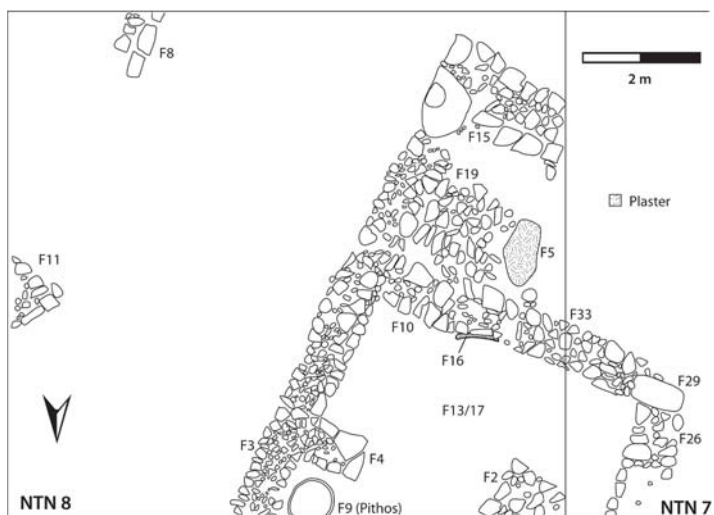 F8
2 m
F15
F19
Plaster
F11
F5
F33
F10
F16
F29
F13/17
F26
F3
F4
F2
NTN 8
F9 (Pithos)
NTN 7